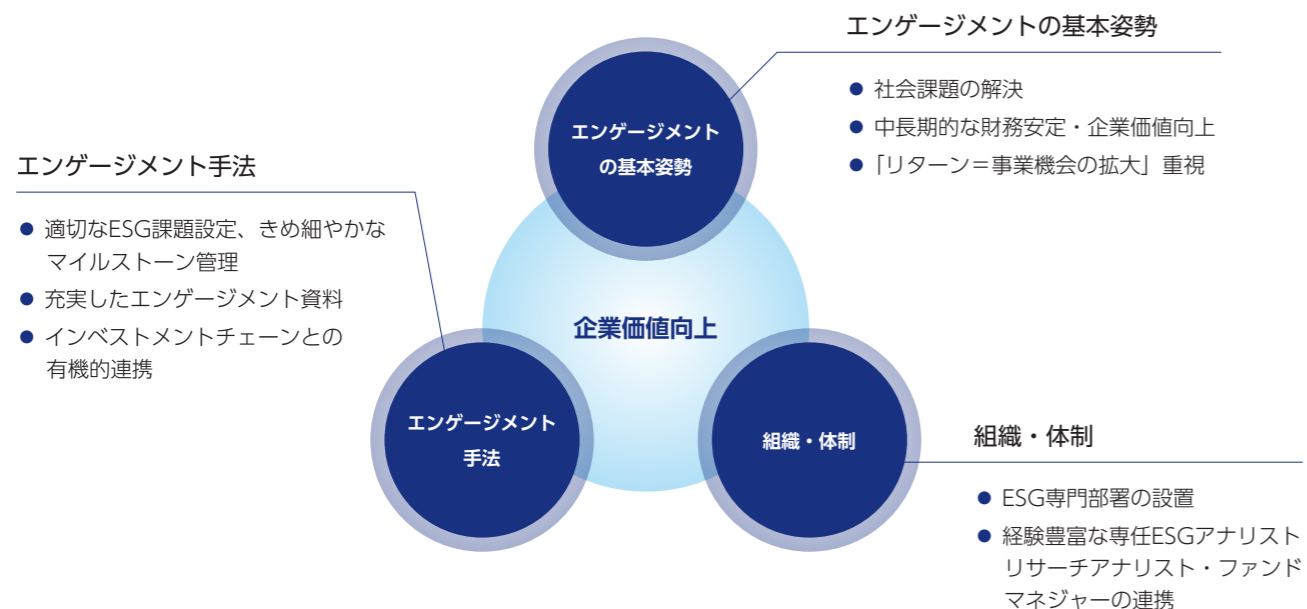 エンゲージメントの基本姿勢
● 社会課題の解決
● 中長期的な財務安定・企業価値向上
● 「リターン＝事業機会の拡大」重視
エンゲージメント
の基本姿勢
エンゲージメント手法
● 適切なESG課題設定、きめ細やかな
マイルストーン管理
● 充実したエンゲージメント資料
● インベストメントチェーンとの
有機的連携
企業価値向上
エンゲージメント
手法
組織・体制
組織・体制
● ESG専門部署の設置
● 経験豊富な専任ESGアナリスト
リサーチアナリスト・ファンド
マネジャーの連携